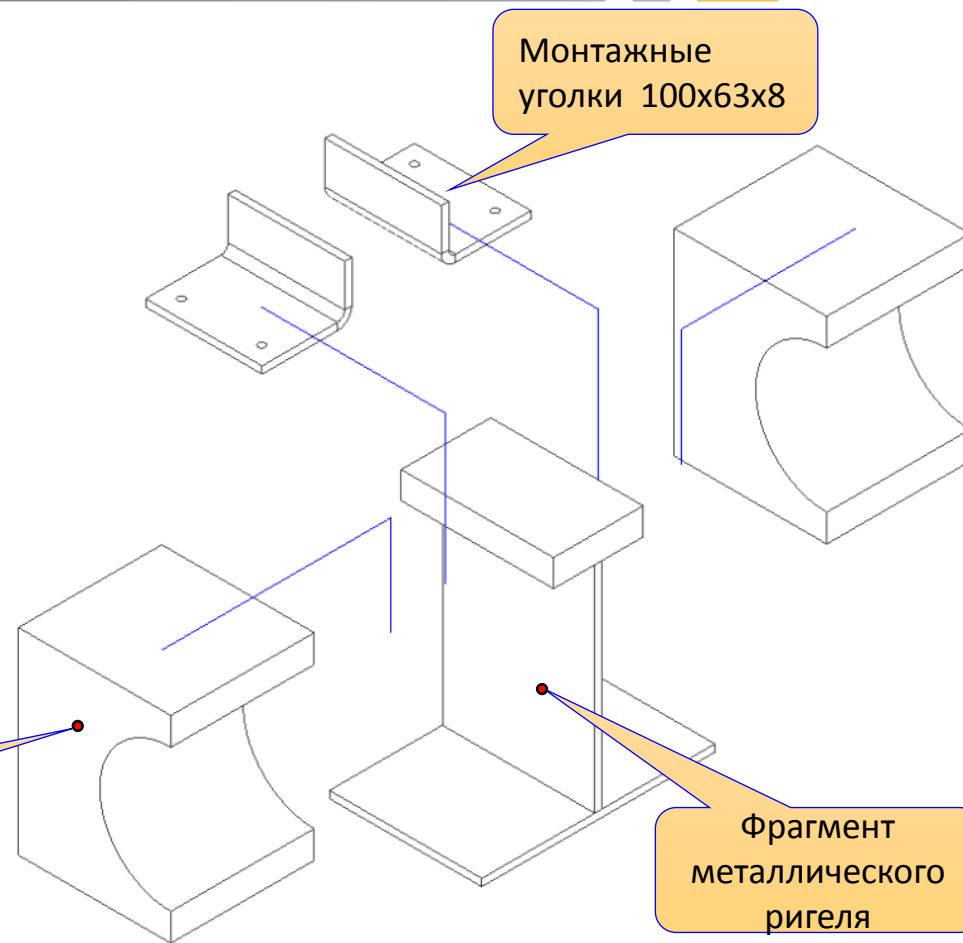 Монтажные
уголки 100х63х8
Фрагмент
металлического
ригеля